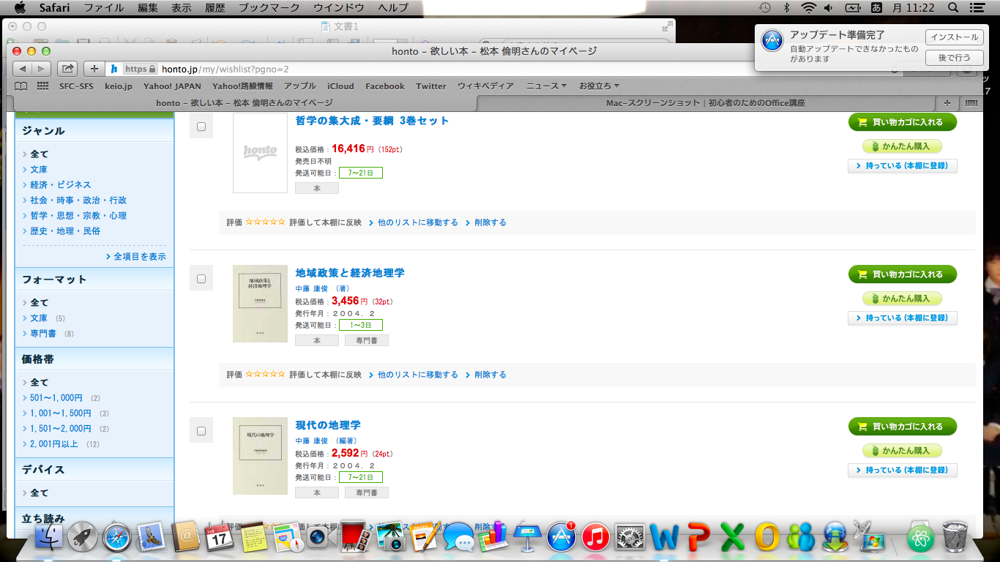 Safari ファイル 編集 表示 履歴 ブックマーク ウインドウ ヘルプ 月 11:22
文書1
アップデート準備完了
自動アップデートできなかったもの
があります
インストール
後で行う
honto – 欲しい本 – 松本 倫明さんのマイページ
https honto.jp/my/wishlist?pgno=2
SFC-SFS keio.jp Yahoo! JAPAN Yahoo!路線情報 アップル iCloud Facebook Twitter ウィキペディア ニュース▼ お役立ち▼
honto – 欲しい本 – 松本 倫明さんのマイページ
Mac-スクリーンショット | 初心者のためのOffice講座
ジャンル
全て
文庫
経済・ビジネス
社会・時事・政治・行政
哲学・思想・宗教・心理
歴史・地理・民俗
全項目を表示
フォーマット
全て
文庫 (5)
専門書 (8)
価格帯
全て
501～1,000円 (2)
1,001～1,500円 (3)
1,501～2,000円 (2)
2,001円以上 (12)
デバイス
全て
立ち読み
honto
哲学の集大成・要綱 3巻セット
税込価格：16,416円 (152pt)
発売日不明
発送可能日：7～21日
本
買い物カゴに入れる
かんたん購入
持っている(本棚に登録)
評価 ☆☆☆☆☆ 評価して本棚に反映 他のリストに移動する 削除する
地域政策と
経済地理学
地域政策と経済地理学
中藤 康俊 （著）
税込価格：3,456円 (32pt)
発行年月：２００４．２
発送可能日：1～3日
本 専門書
買い物カゴに入れる
かんたん購入
持っている(本棚に登録)
評価 ☆☆☆☆☆ 評価して本棚に反映 他のリストに移動する 削除する
現代の地理学
現代の地理学
中藤 康俊 （編著）
税込価格：2,592円 (24pt)
発行年月：２００４．２
発送可能日：7～21日
本 専門書
買い物カゴに入れる
かんたん購入
持っている(本棚に登録)
17
1